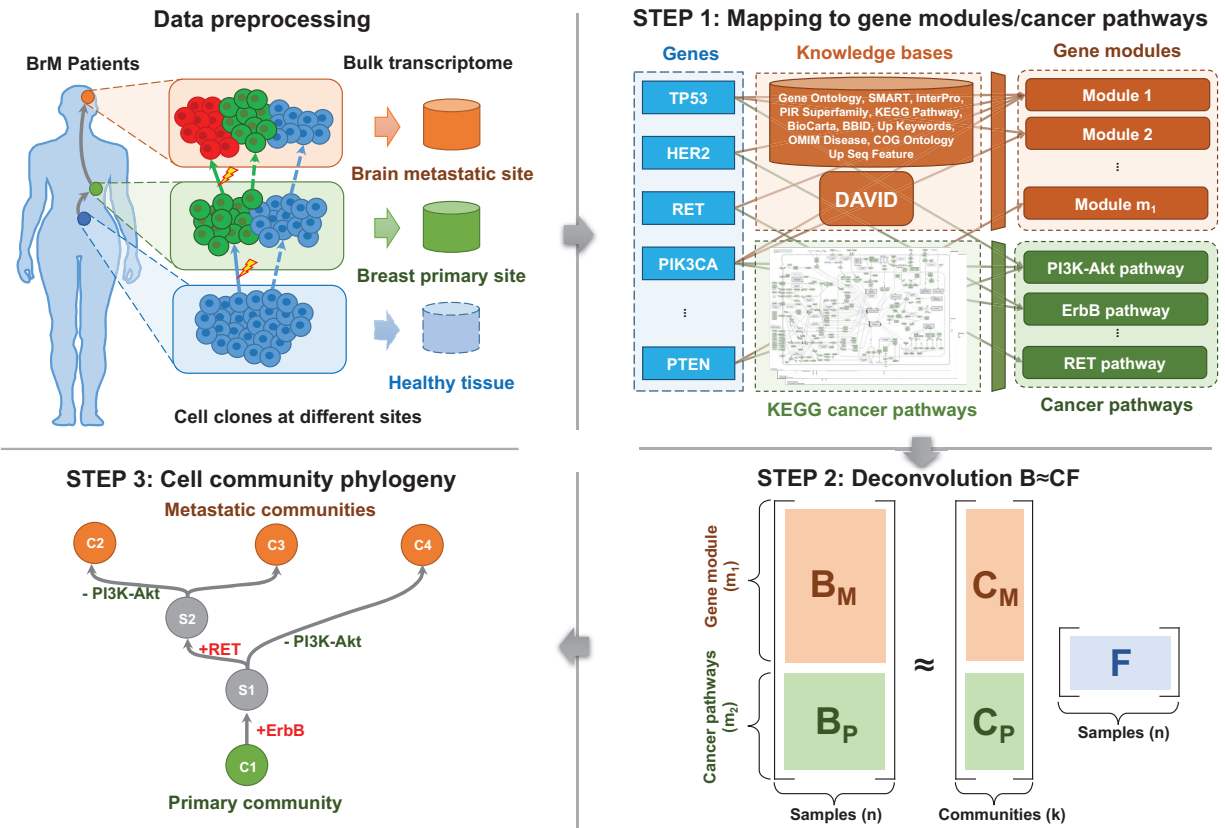 Data preprocessing
BrM Patients
Bulk transcriptome
Brain metastatic site
Breast primary site
Healthy tissue
Cell clones at different sites
STEP 1: Mapping to gene modules/cancer pathways
Genes
Knowledge bases
Gene modules
TP53
HER2
RET
PIK3CA
...
PTEN
Gene Ontology, SMART, InterPro,
PIR Superfamily, KEGG Pathway,
BioCarta, BBID, Up Keywords,
OMIM Disease, COG Ontology
Up Seq Feature
DAVID
KEGG cancer pathways
Module 1
Module 2
...
Module m₁
PI3K-Akt pathway
ErbB pathway
...
RET pathway
Cancer pathways
STEP 3: Cell community phylogeny
Metastatic communities
C2
C3
C4
- PI3K-Akt
S2
+RET
- PI3K-Akt
S1
+ErbB
C1
Primary community
STEP 2: Deconvolution B≈CF
Gene module
(m₁)
Cancer pathways
(m₂)
B_M
B_P
≈
C_M
C_P
F
Samples (n)
Samples (n)
Communities (k)